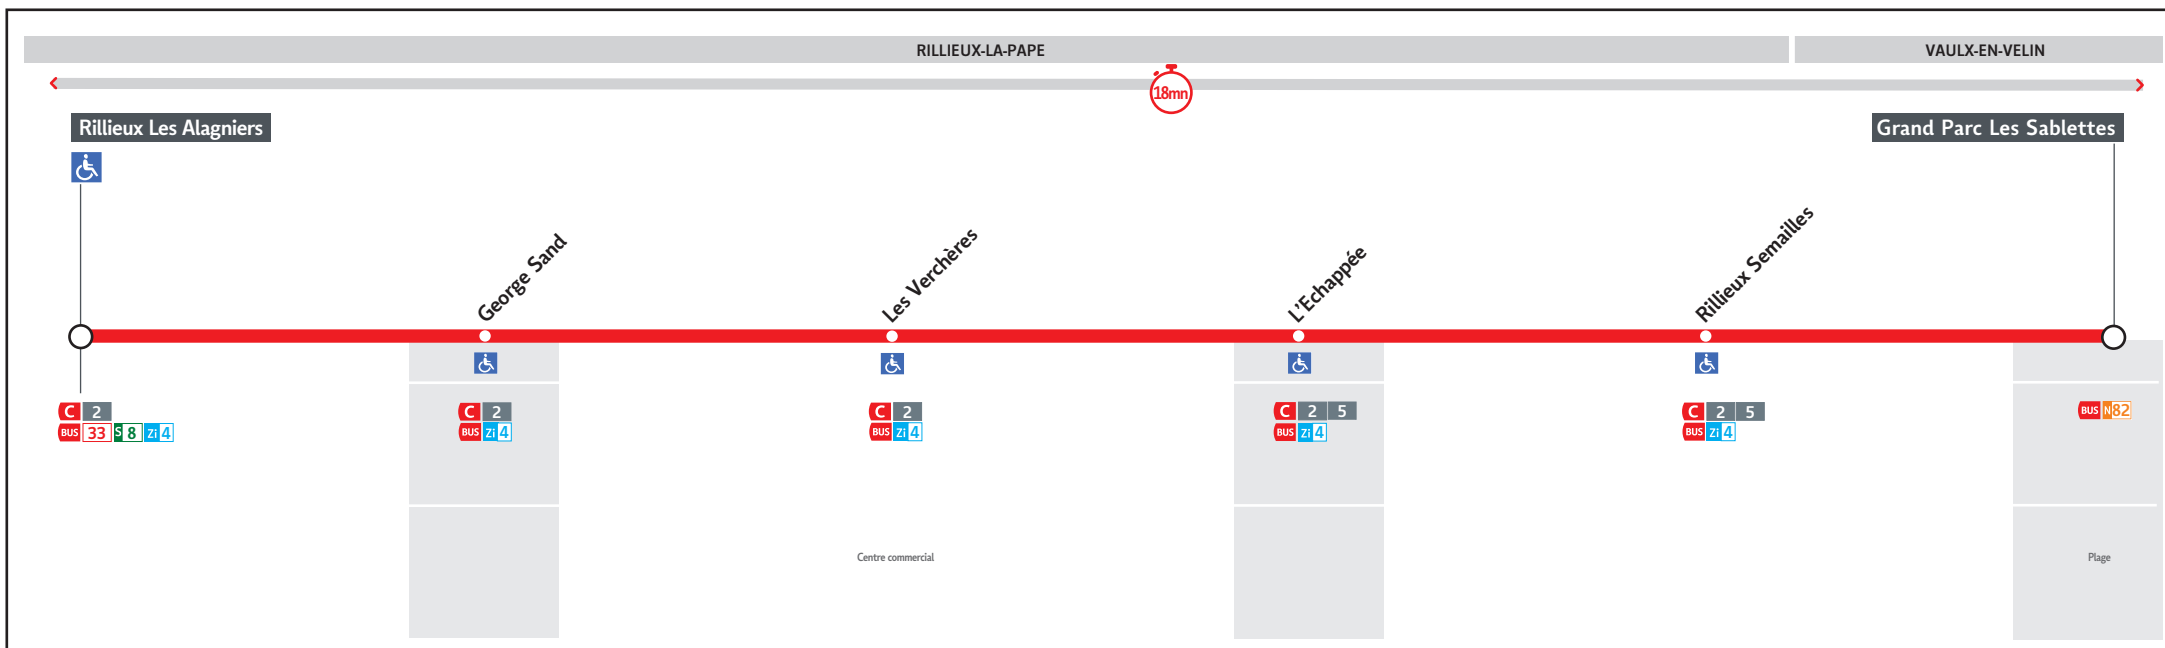 RILLIEUX-LA-PAPE VAULX-EN-VELIN
18mn
Rillieux Les Alagniers Grand Parc Les Sablettes
George Sand
Les Verchères
L'Echappée
Rillieux Semailles
C 2
BUS 33 S 8 Zi 4
C 2
BUS Zi 4
C 2
BUS Zi 4
C 2 5
BUS Zi 4
C 2 5
BUS Zi 4
BUS N82
Centre commercial
Plage